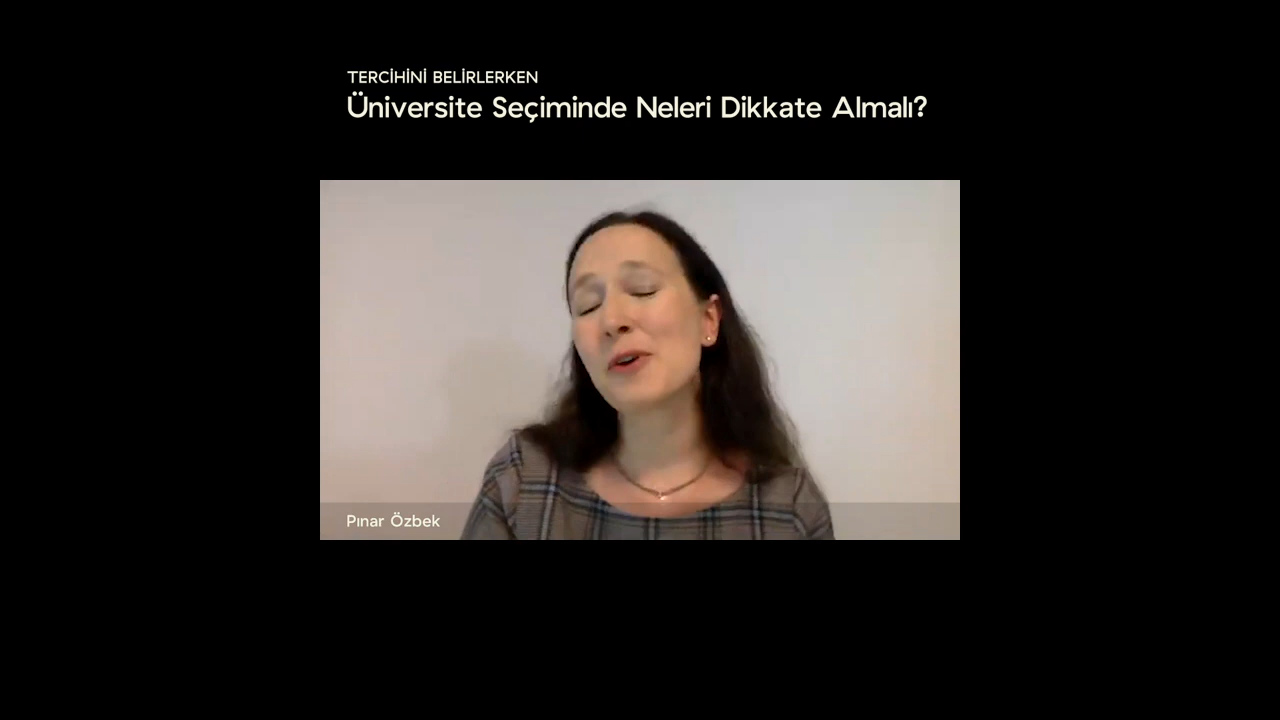 TERCİHİNİ BELİRLERKEN
Üniversite Seçiminde Neleri Dikkate Almalı?
Pınar Özbek